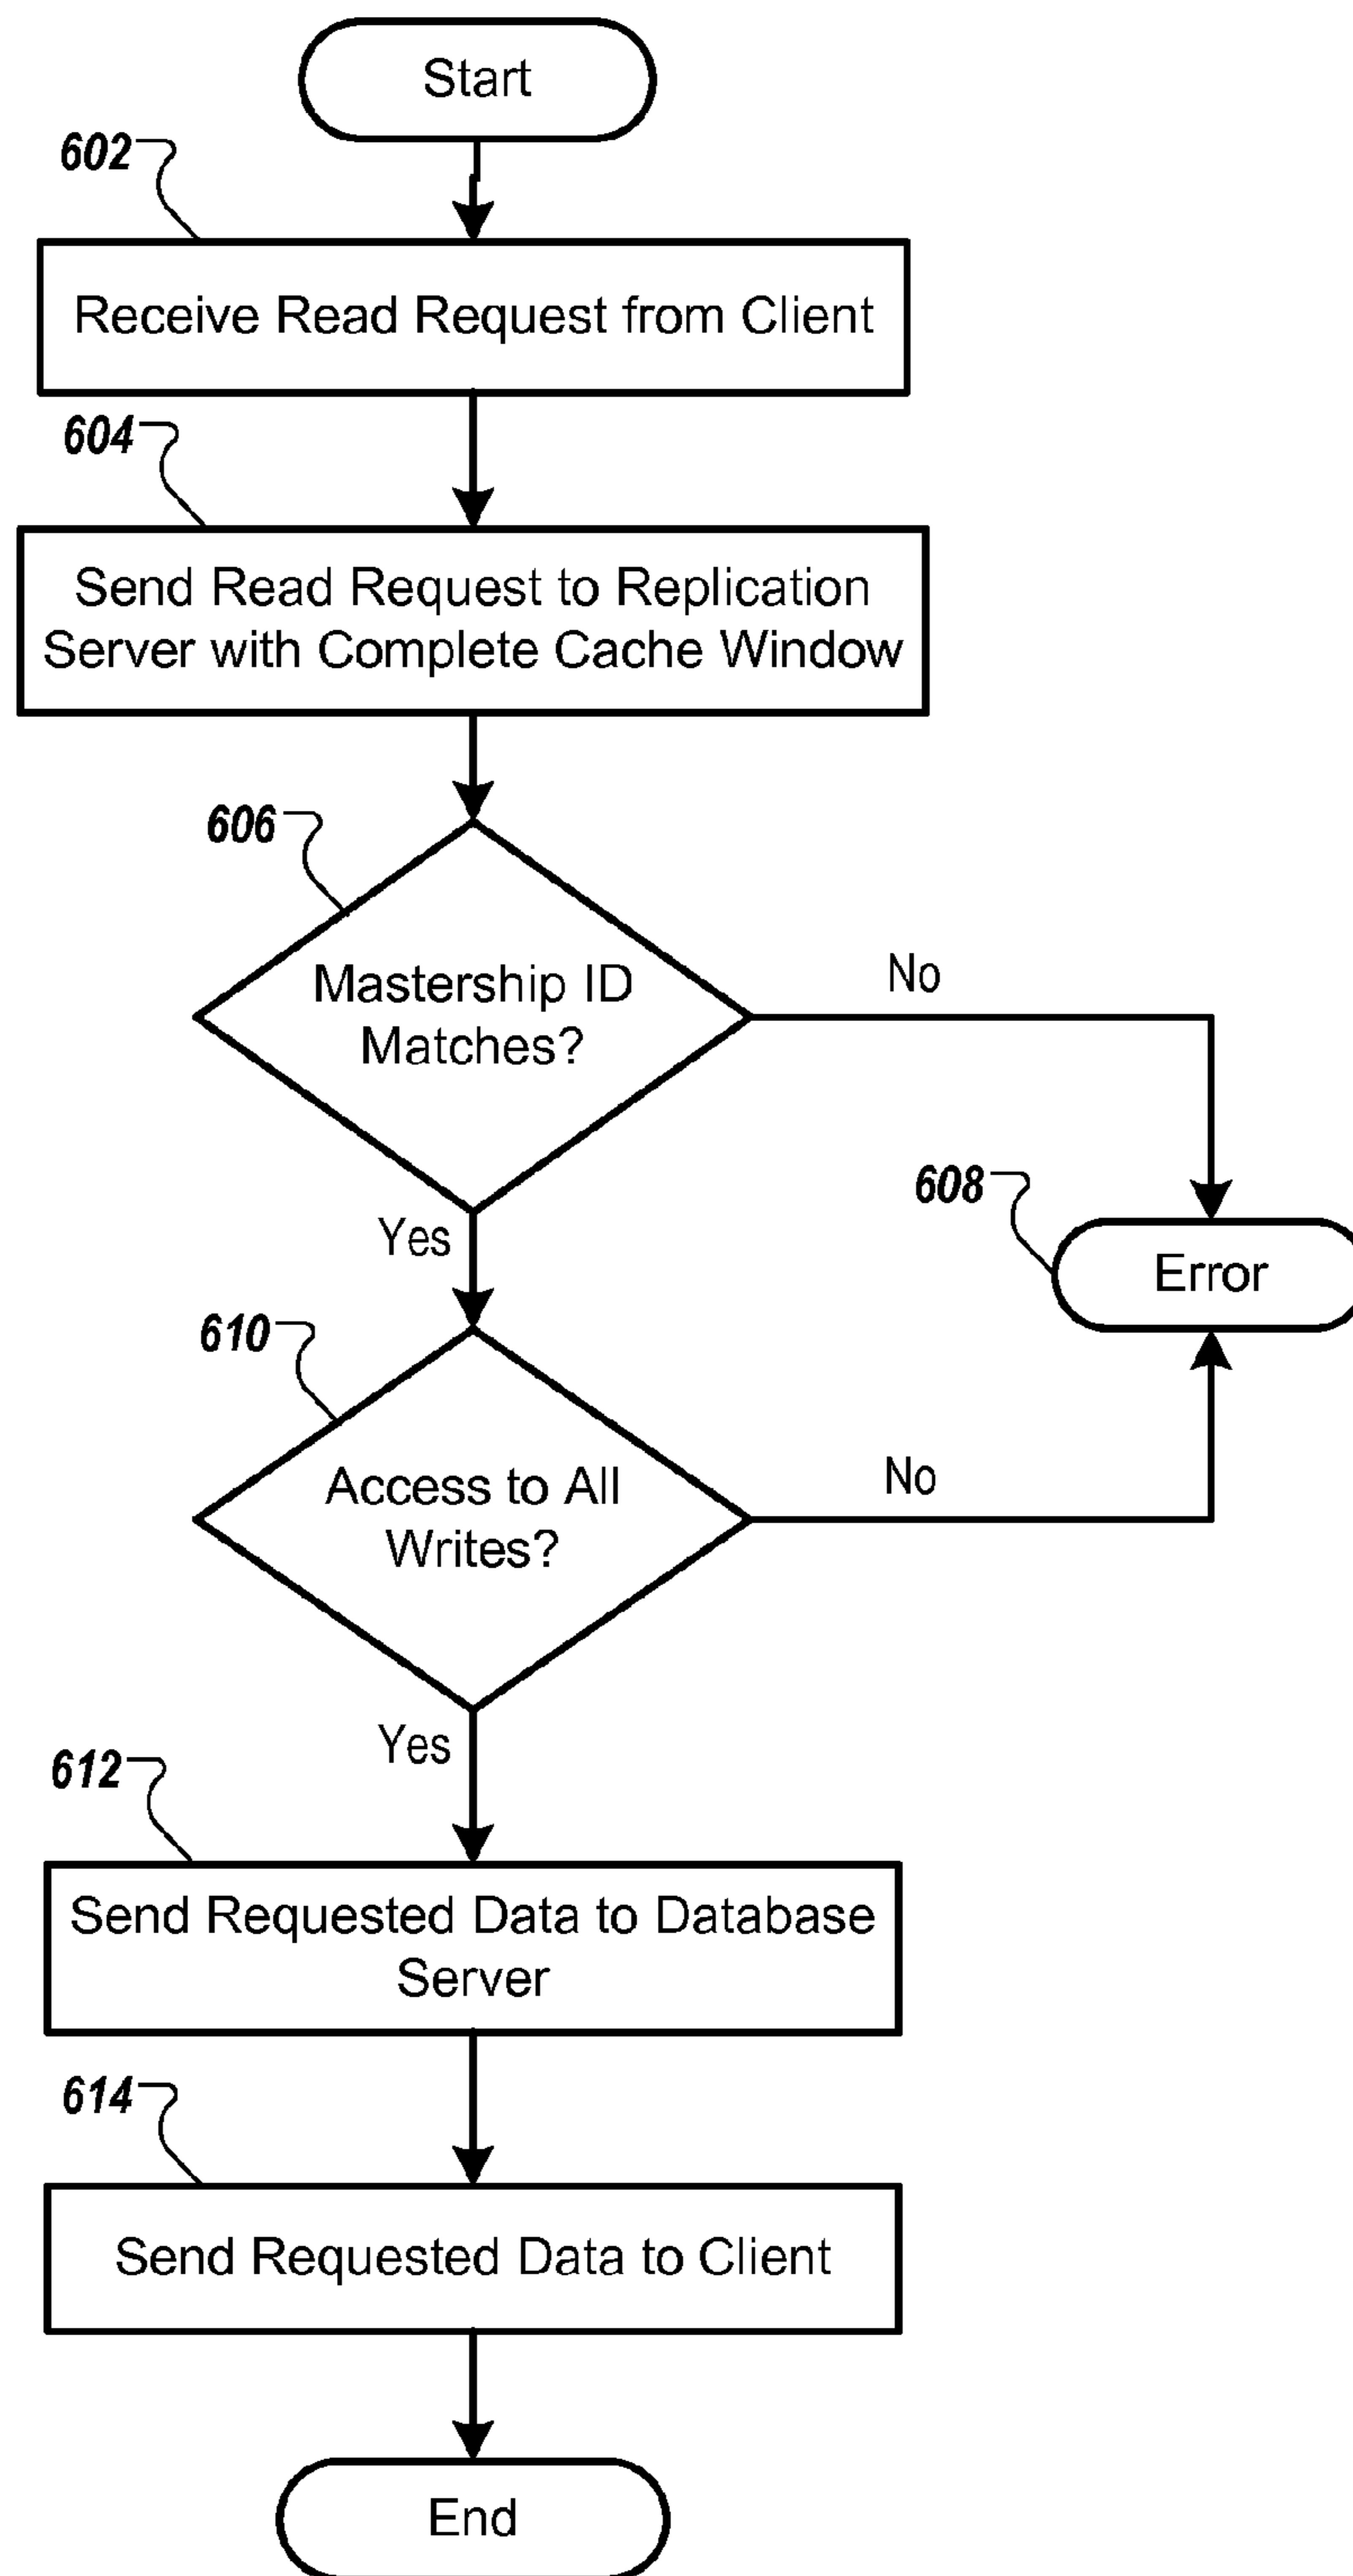 Start
602
Receive Read Request from Client
604
Send Read Request to Replication
Server with Complete Cache Window
606
Mastership ID
Matches?
No
608
Error
Yes
610
Access to All
Writes?
No
Yes
612
Send Requested Data to Database
Server
614
Send Requested Data to Client
End